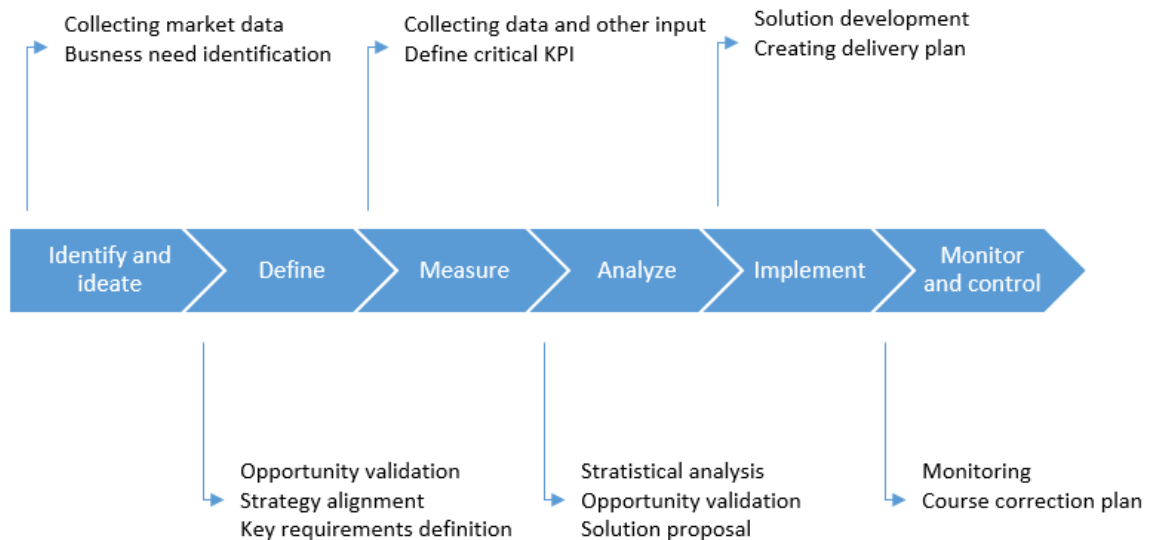 Collecting market data
Busness need identification
Collecting data and other input
Define critical KPI
Solution development
Creating delivery plan
Identify and
ideate
Define
Measure
Analyze
Implement
Monitor
and control
Opportunity validation
Strategy alignment
Key requirements definition
Stratistical analysis
Opportunity validation
Solution proposal
Monitoring
Course correction plan